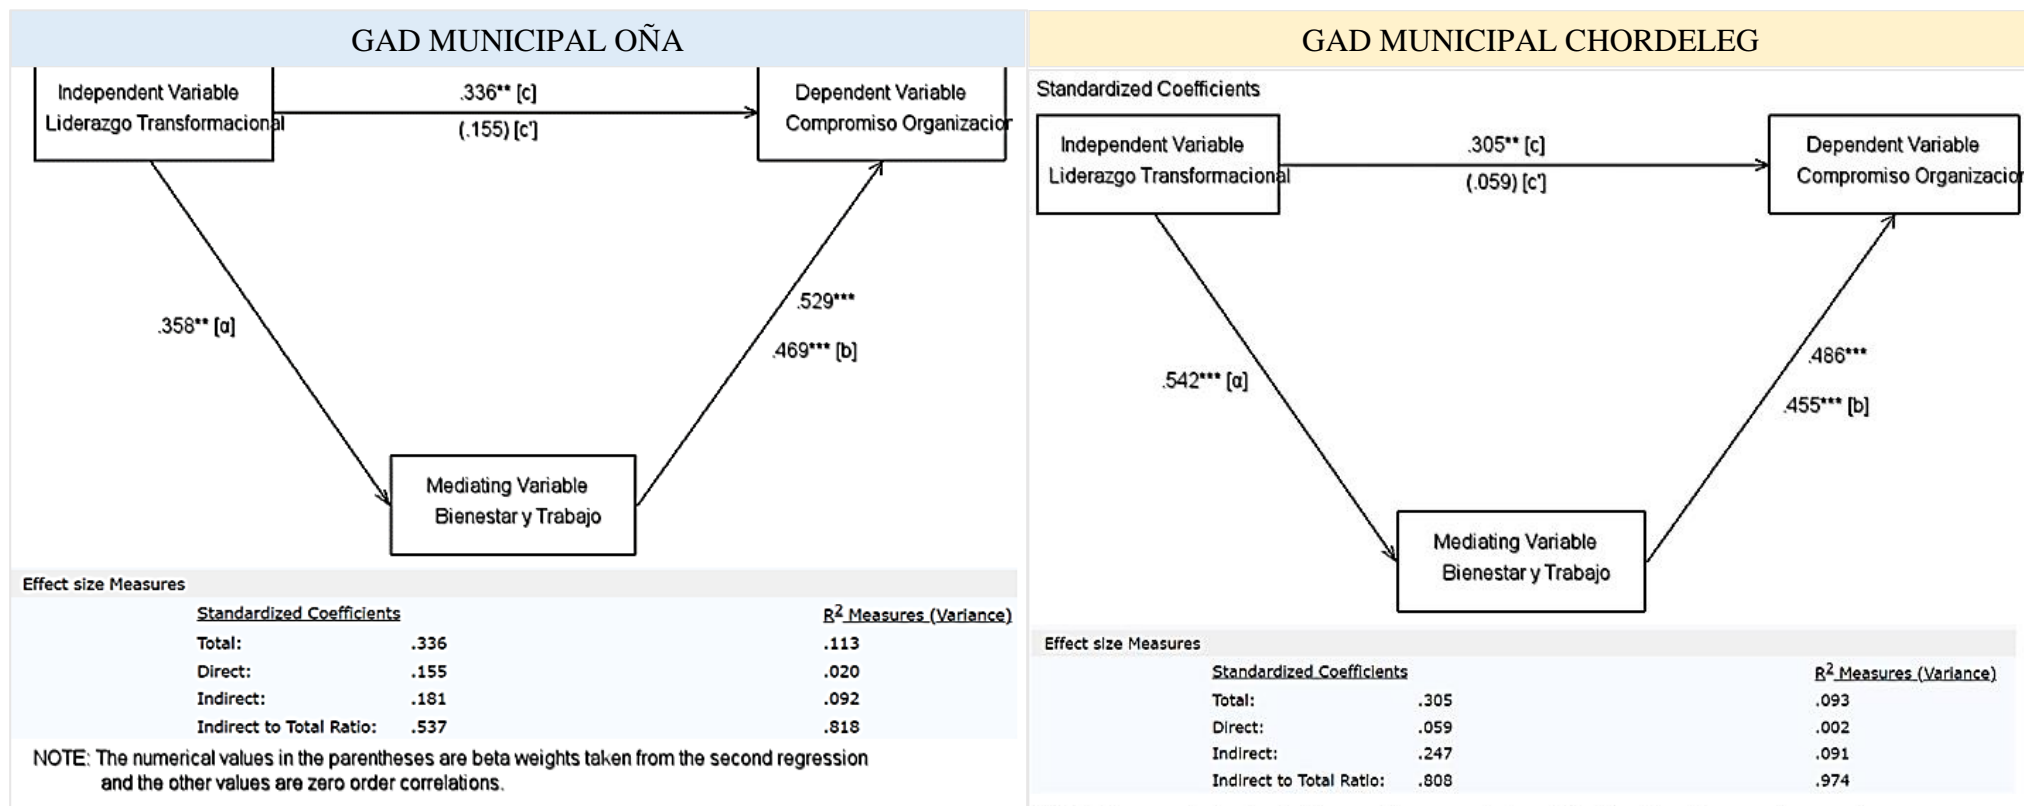 GAD MUNICIPAL OÑA
Independent Variable
Liderazgo Transformacional
.336** [c]
(.155) [c']
Dependent Variable
Compromiso Organizacion
.358** [α]
.529***
.469*** [b]
Mediating Variable
Bienestar y Trabajo
Effect size Measures
Standardized Coefficients R² Measures (Variance)
Total: .336 .113
Direct: .155 .020
Indirect: .181 .092
Indirect to Total Ratio: .537 .818
NOTE: The numerical values in the parentheses are beta weights taken from the second regression
and the other values are zero order correlations.
GAD MUNICIPAL CHORDELEG
Standardized Coefficients
Independent Variable
Liderazgo Transformacional
.305** [c]
(.059) [c']
Dependent Variable
Compromiso Organizacion
.542*** [α]
.486***
.455*** [b]
Mediating Variable
Bienestar y Trabajo
Effect size Measures
Standardized Coefficients R² Measures (Variance)
Total: .305 .093
Direct: .059 .002
Indirect: .247 .091
Indirect to Total Ratio: .808 .974